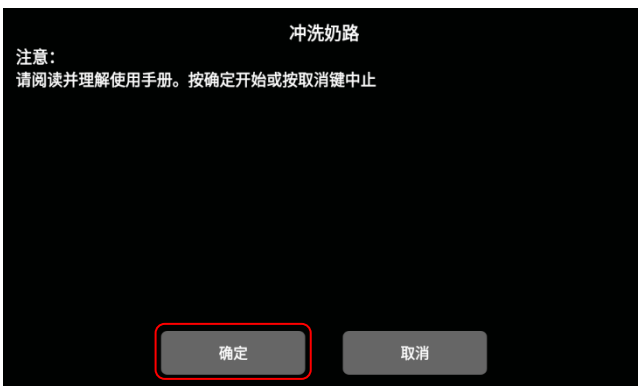 冲洗奶路
注意：
请阅读并理解使用手册。按确定开始或按取消键中止
确定
取消